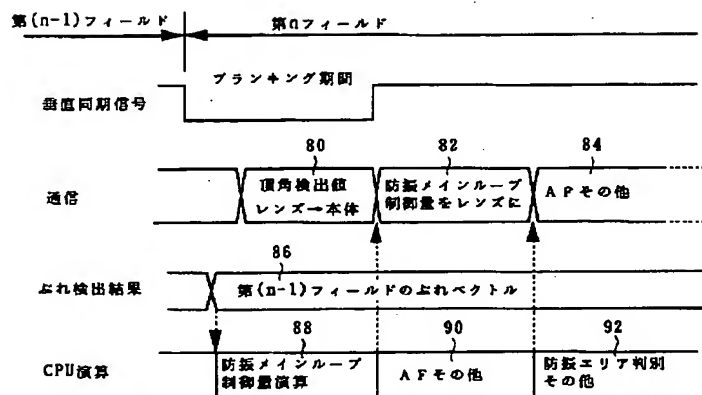 第(n-1)フィールド
第nフィールド
ブランキング期間
垂直同期信号
80
82
84
通信
頂角検出値
レンズ→本体
防振メインループ
制御量をレンズに
AFその他
86
ぶれ検出結果
第(n-1)フィールドのぶれベクトル
88
90
92
CPU演算
防振メインループ
制御量演算
AFその他
防振エリア判別
その他